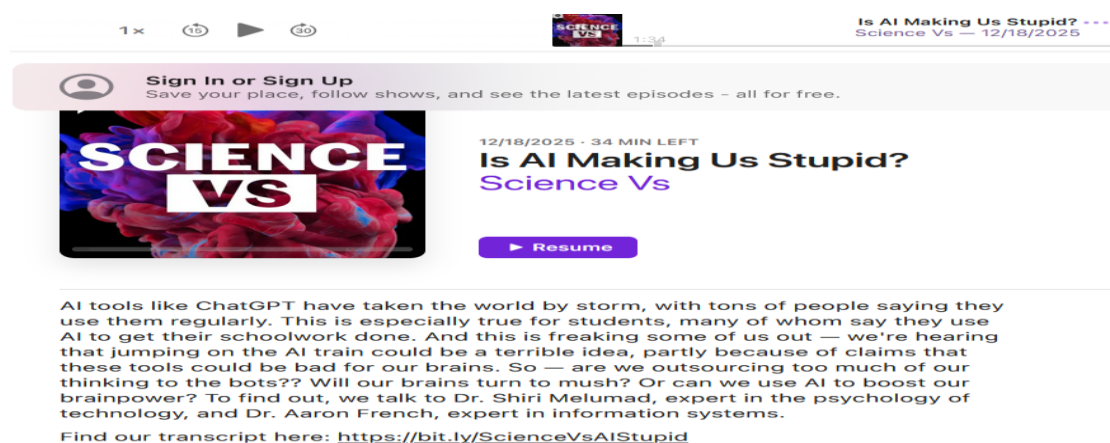 1×
15
30
SCIENCE
VS
1:34
Is AI Making Us Stupid?
Science Vs — 12/18/2025
Sign In or Sign Up
Save your place, follow shows, and see the latest episodes – all for free.
SCIENCE
VS
12/18/2025 · 34 MIN LEFT
Is AI Making Us Stupid?
Science Vs
Resume
AI tools like ChatGPT have taken the world by storm, with tons of people saying they
use them regularly. This is especially true for students, many of whom say they use
AI to get their schoolwork done. And this is freaking some of us out — we're hearing
that jumping on the AI train could be a terrible idea, partly because of claims that
these tools could be bad for our brains. So — are we outsourcing too much of our
thinking to the bots?? Will our brains turn to mush? Or can we use AI to boost our
brainpower? To find out, we talk to Dr. Shiri Melumad, expert in the psychology of
technology, and Dr. Aaron French, expert in information systems.
Find our transcript here: https://bit.ly/ScienceVsAIStupid